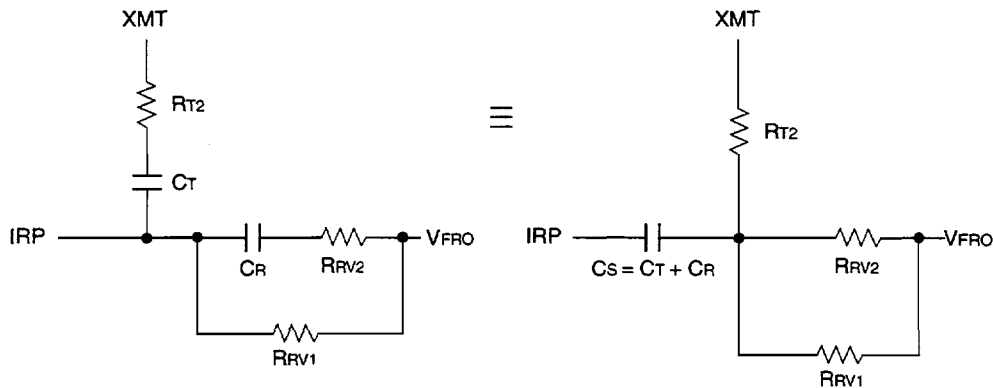 XMT
RT2
CT
IRP
CR
RRV2
VFRO
RRV1
≡
XMT
RT2
IRP
CS = CT + CR
RRV2
VFRO
RRV1